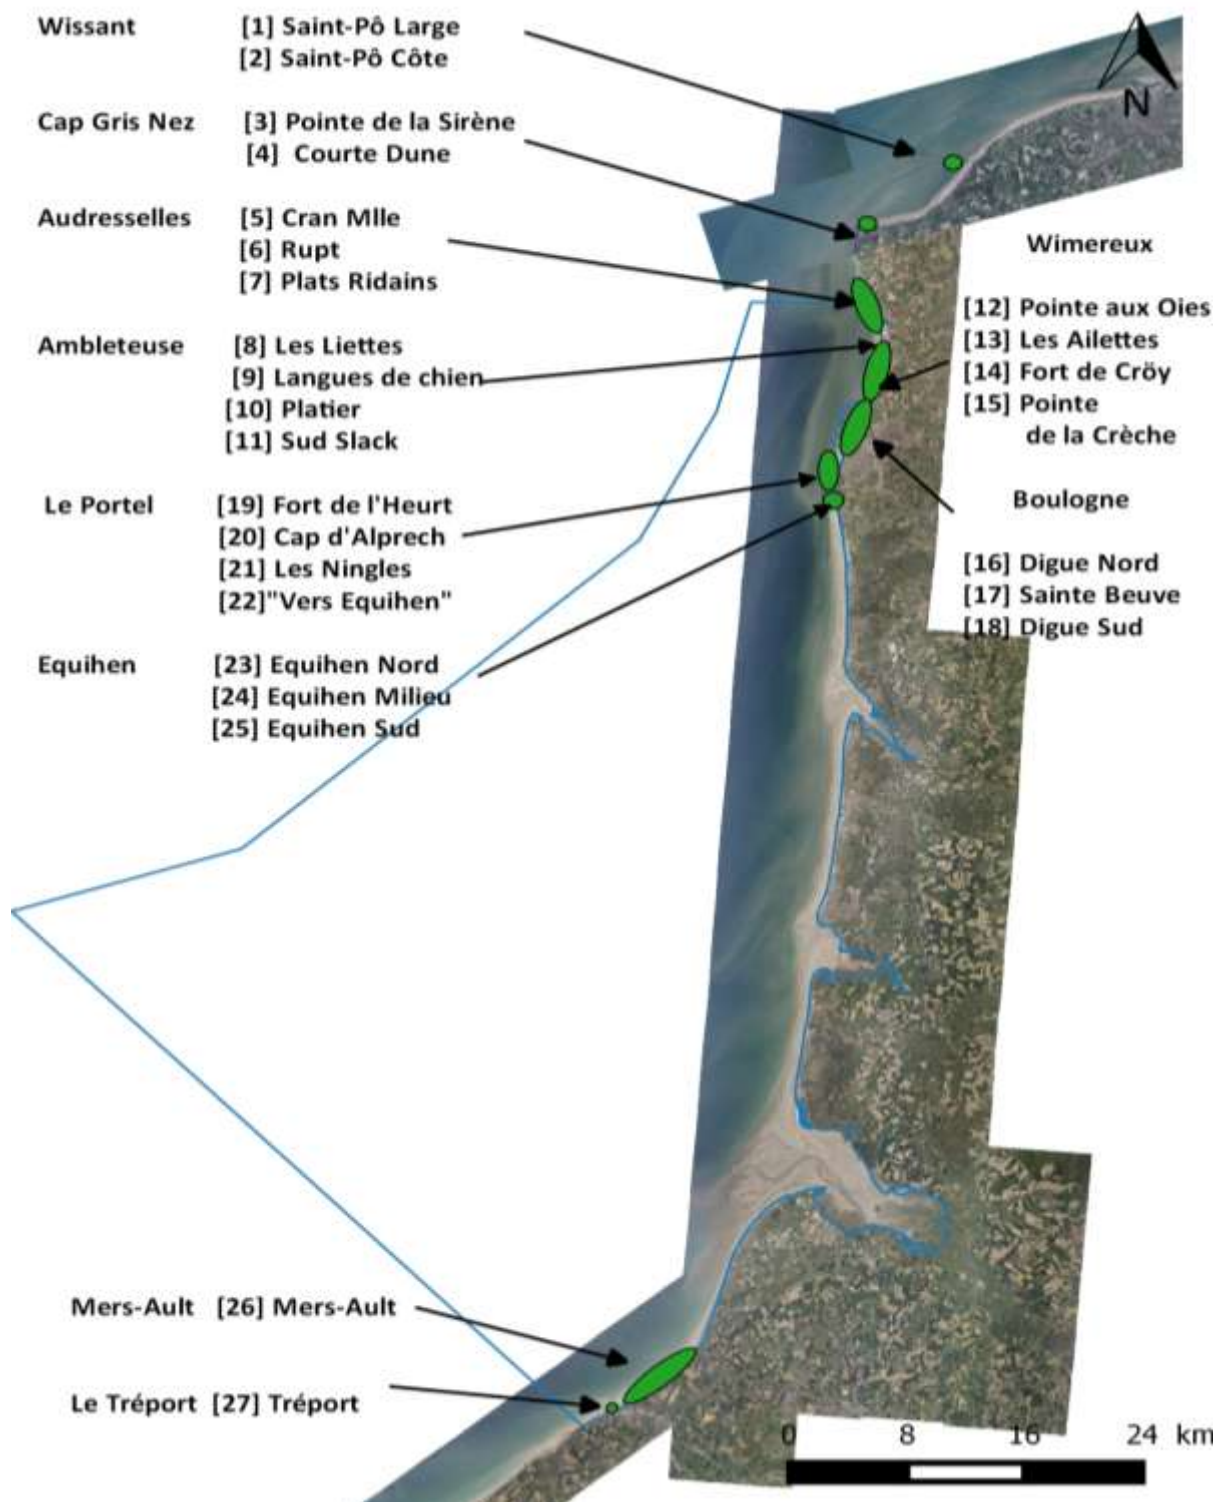 Wissant [1] Saint-Pô Large
[2] Saint-Pô Côte
N
Cap Gris Nez [3] Pointe de la Sirène
[4] Courte Dune
Audresselles [5] Cran Mlle
[6] Rupt
[7] Plats Ridains
Wimereux
[12] Pointe aux Oies
[13] Les Ailettes
[14] Fort de Cröy
[15] Pointe
de la Crèche
Ambleteuse [8] Les Liettes
[9] Langues de chien
[10] Platier
[11] Sud Slack
Le Portel [19] Fort de l'Heurt
[20] Cap d'Alprech
[21] Les Ningles
[22]"Vers Equihen"
Boulogne
[16] Digue Nord
[17] Sainte Beuve
[18] Digue Sud
Equihen [23] Equihen Nord
[24] Equihen Milieu
[25] Equihen Sud
Mers-Ault [26] Mers-Ault
Le Tréport [27] Tréport
0 8 16 24 km